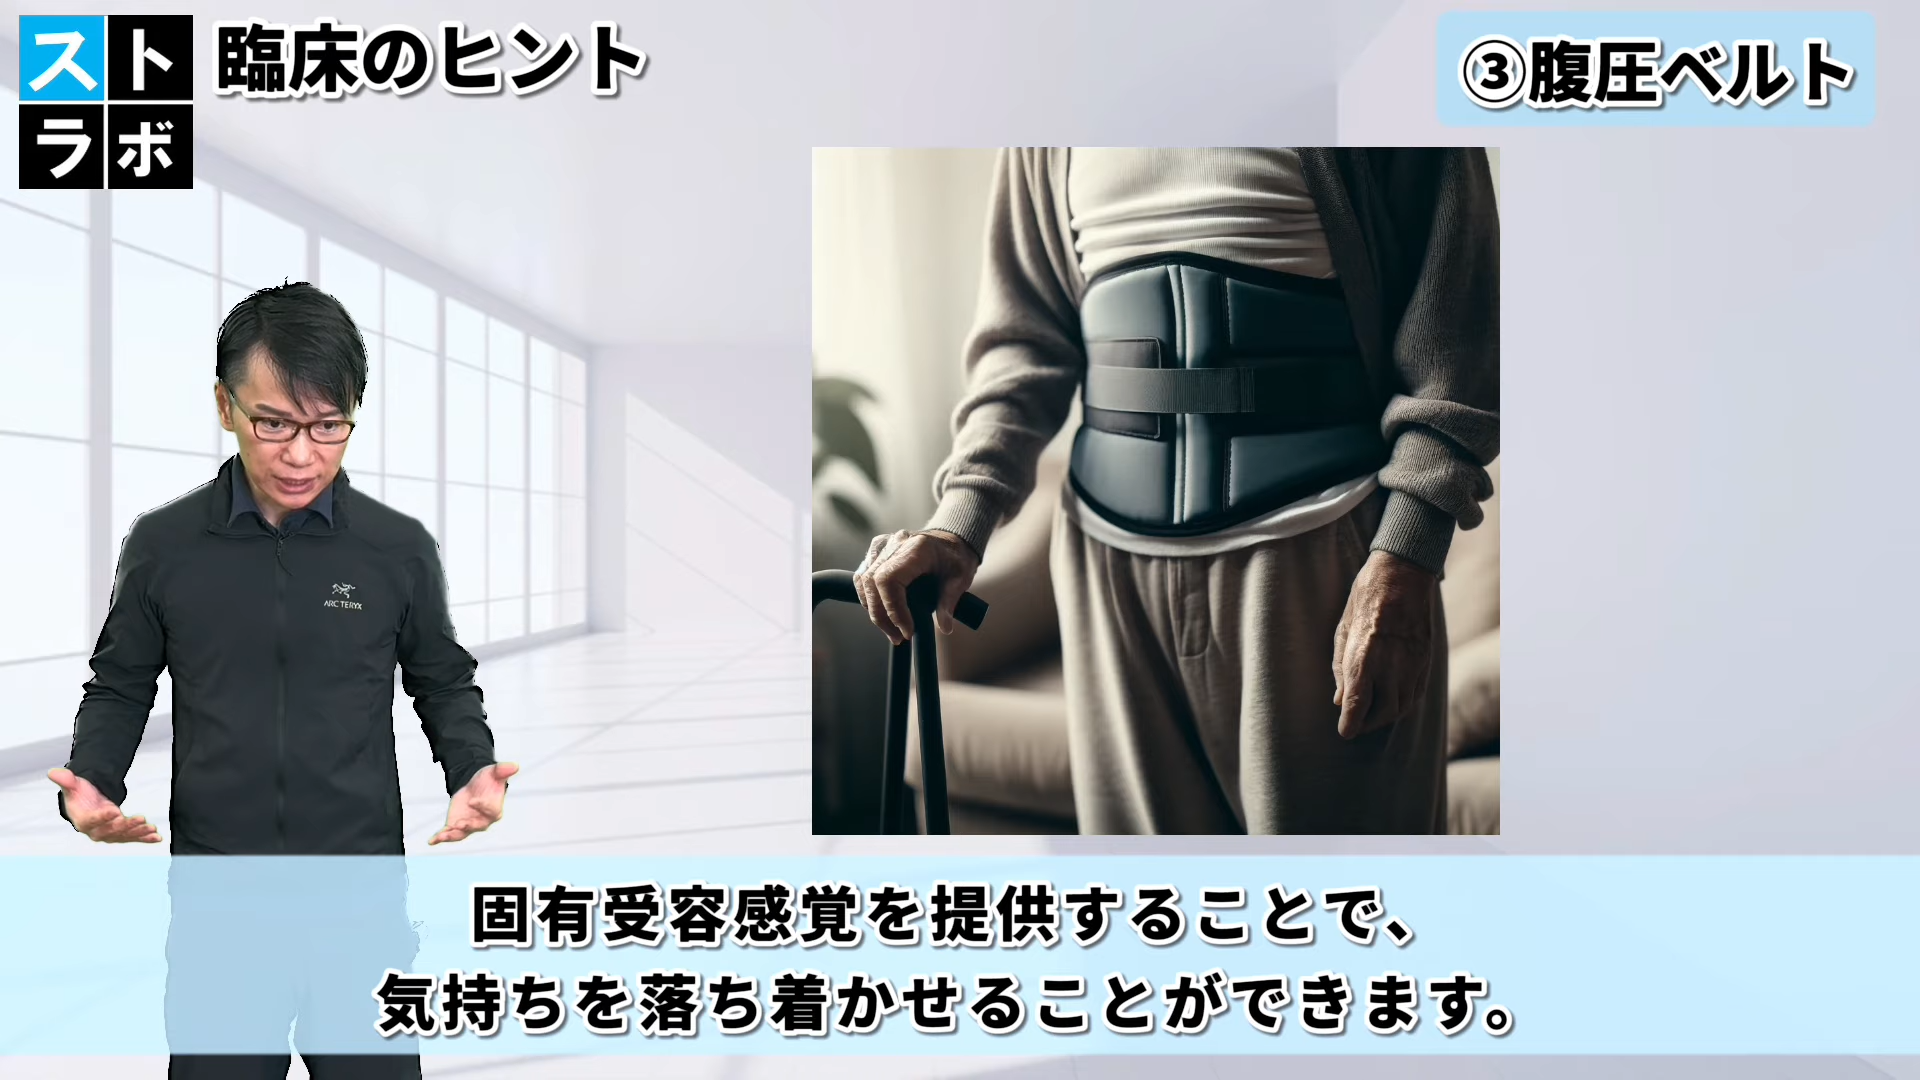 スト
ラボ
臨床のヒント
③腹圧ベルト
ARC'TERYX
固有受容感覚を提供することで、
気持ちを落ち着かせることができます。